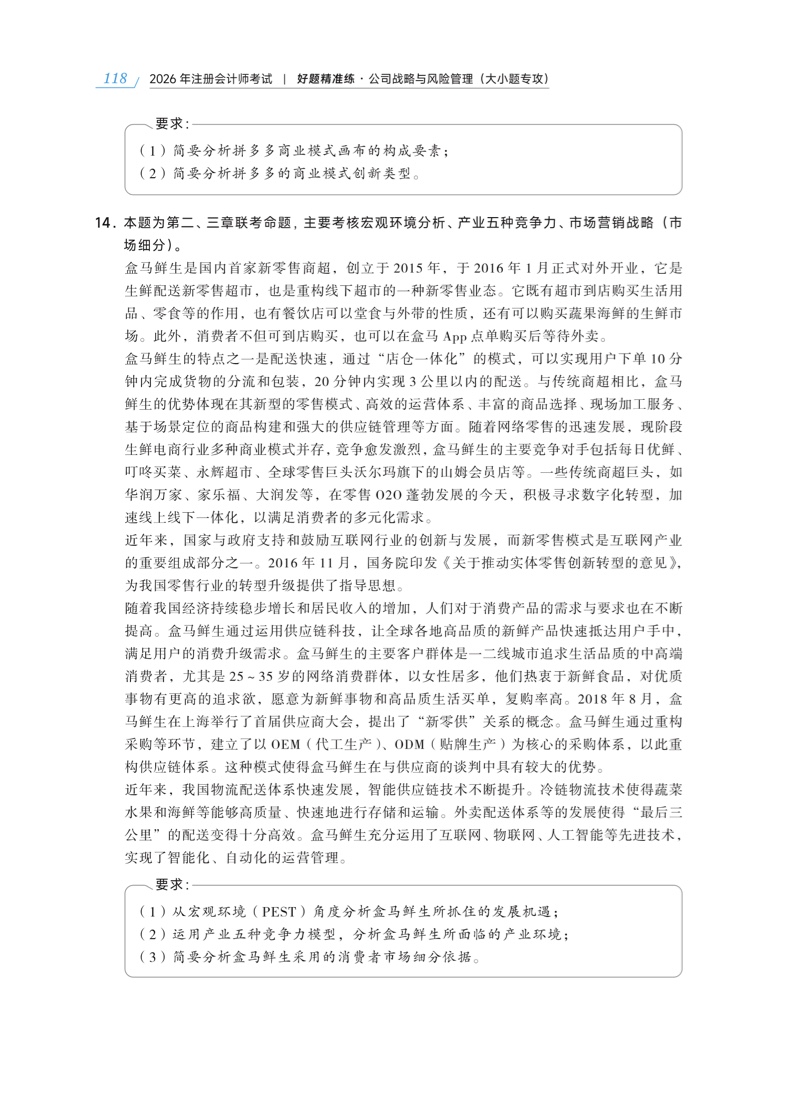 118 2026 年注册会计师考试 | 好题精准练·公司战略与风险管理(大小题专攻)
要求:
(1)简要分析拼多多商业模式画布的构成要素;
(2)简要分析拼多多的商业模式创新类型。
14. 本题为第二、三章联考命题,主要考核宏观环境分析、产业五种竞争力、市场营销战略(市
场细分)。
盒马鲜生是国内首家新零售商超,创立于 2015 年,于 2016 年 1 月正式对外开业,它是
生鲜配送新零售超市,也是重构线下超市的一种新零售业态。它既有超市到店购买生活用
品、零食等的作用,也有餐饮店可以堂食与外带的性质,还有可以购买蔬果海鲜的生鲜市
场。此外,消费者不但可到店购买,也可以在盒马 App 点单购买后等待外卖。
盒马鲜生的特点之一是配送快速,通过“店仓一体化”的模式,可以实现用户下单 10 分
钟内完成货物的分流和包装,20 分钟内实现 3 公里以内的配送。与传统商超相比,盒马
鲜生的优势体现在其新型的零售模式、高效的运营体系、丰富的商品选择、现场加工服务、
基于场景定位的商品构建和强大的供应链管理等方面。随着网络零售的迅速发展,现阶段
生鲜电商行业多种商业模式并存,竞争愈发激烈,盒马鲜生的主要竞争对手包括每日优鲜、
叮咚买菜、永辉超市、全球零售巨头沃尔玛旗下的山姆会员店等。一些传统商超巨头,如
华润万家、家乐福、大润发等,在零售 O2O 蓬勃发展的今天,积极寻求数字化转型,加
速线上线下一体化,以满足消费者的多元化需求。
近年来,国家与政府支持和鼓励互联网行业的创新与发展,而新零售模式是互联网产业
的重要组成部分之一。2016 年 11 月,国务院印发《关于推动实体零售创新转型的意见》,
为我国零售行业的转型升级提供了指导思想。
随着我国经济持续稳步增长和居民收入的增加,人们对于消费产品的需求与要求也在不断
提高。盒马鲜生通过运用供应链科技,让全球各地高品质的新鲜产品快速抵达用户手中,
满足用户的消费升级需求。盒马鲜生的主要客户群体是一二线城市追求生活品质的中高端
消费者,尤其是 25 ~ 35 岁的网络消费群体,以女性居多,他们热衷于新鲜食品,对优质
事物有更高的追求欲,愿意为新鲜事物和高品质生活买单,复购率高。2018 年 8 月,盒
马鲜生在上海举行了首届供应商大会,提出了“新零供”关系的概念。盒马鲜生通过重构
采购等环节,建立了以 OEM(代工生产)、ODM(贴牌生产)为核心的采购体系,以此重
构供应链体系。这种模式使得盒马鲜生在与供应商的谈判中具有较大的优势。
近年来,我国物流配送体系快速发展,智能供应链技术不断提升。冷链物流技术使得蔬菜
水果和海鲜等能够高质量、快速地进行存储和运输。外卖配送体系等的发展使得“最后三
公里”的配送变得十分高效。盒马鲜生充分运用了互联网、物联网、人工智能等先进技术,
实现了智能化、自动化的运营管理。
要求:
(1)从宏观环境(PEST)角度分析盒马鲜生所抓住的发展机遇;
(2)运用产业五种竞争力模型,分析盒马鲜生所面临的产业环境;
(3)简要分析盒马鲜生采用的消费者市场细分依据。